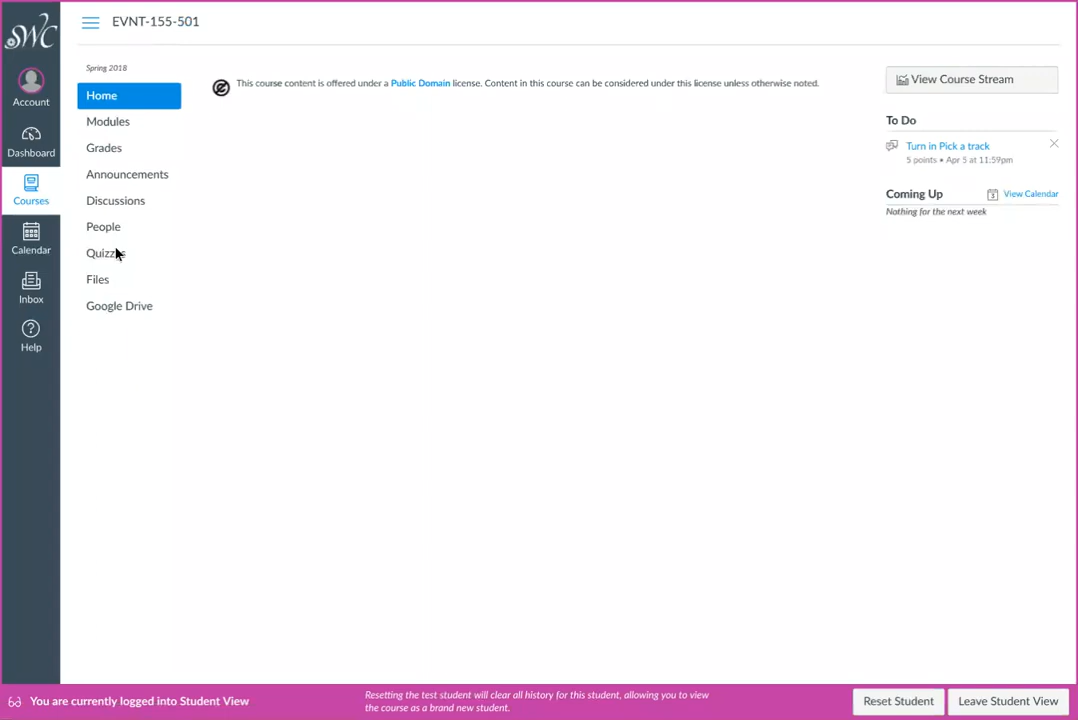 SWC
EVNT-155-501
Account
Dashboard
Courses
Calendar
Inbox
Help
Spring 2018
Home
Modules
Grades
Announcements
Discussions
People
Files
Google Drive
This course content is offered under a Public Domain license. Content in this course can be considered under this license unless otherwise noted.
View Course Stream
To Do
Turn in Pick a track
5 points • Apr 5 at 11:59pm
Coming Up
View Calendar
Nothing for the next week
You are currently logged into Student View
Resetting the test student will clear all history for this student, allowing you to view
the course as a brand new student.
Reset Student
Leave Student View